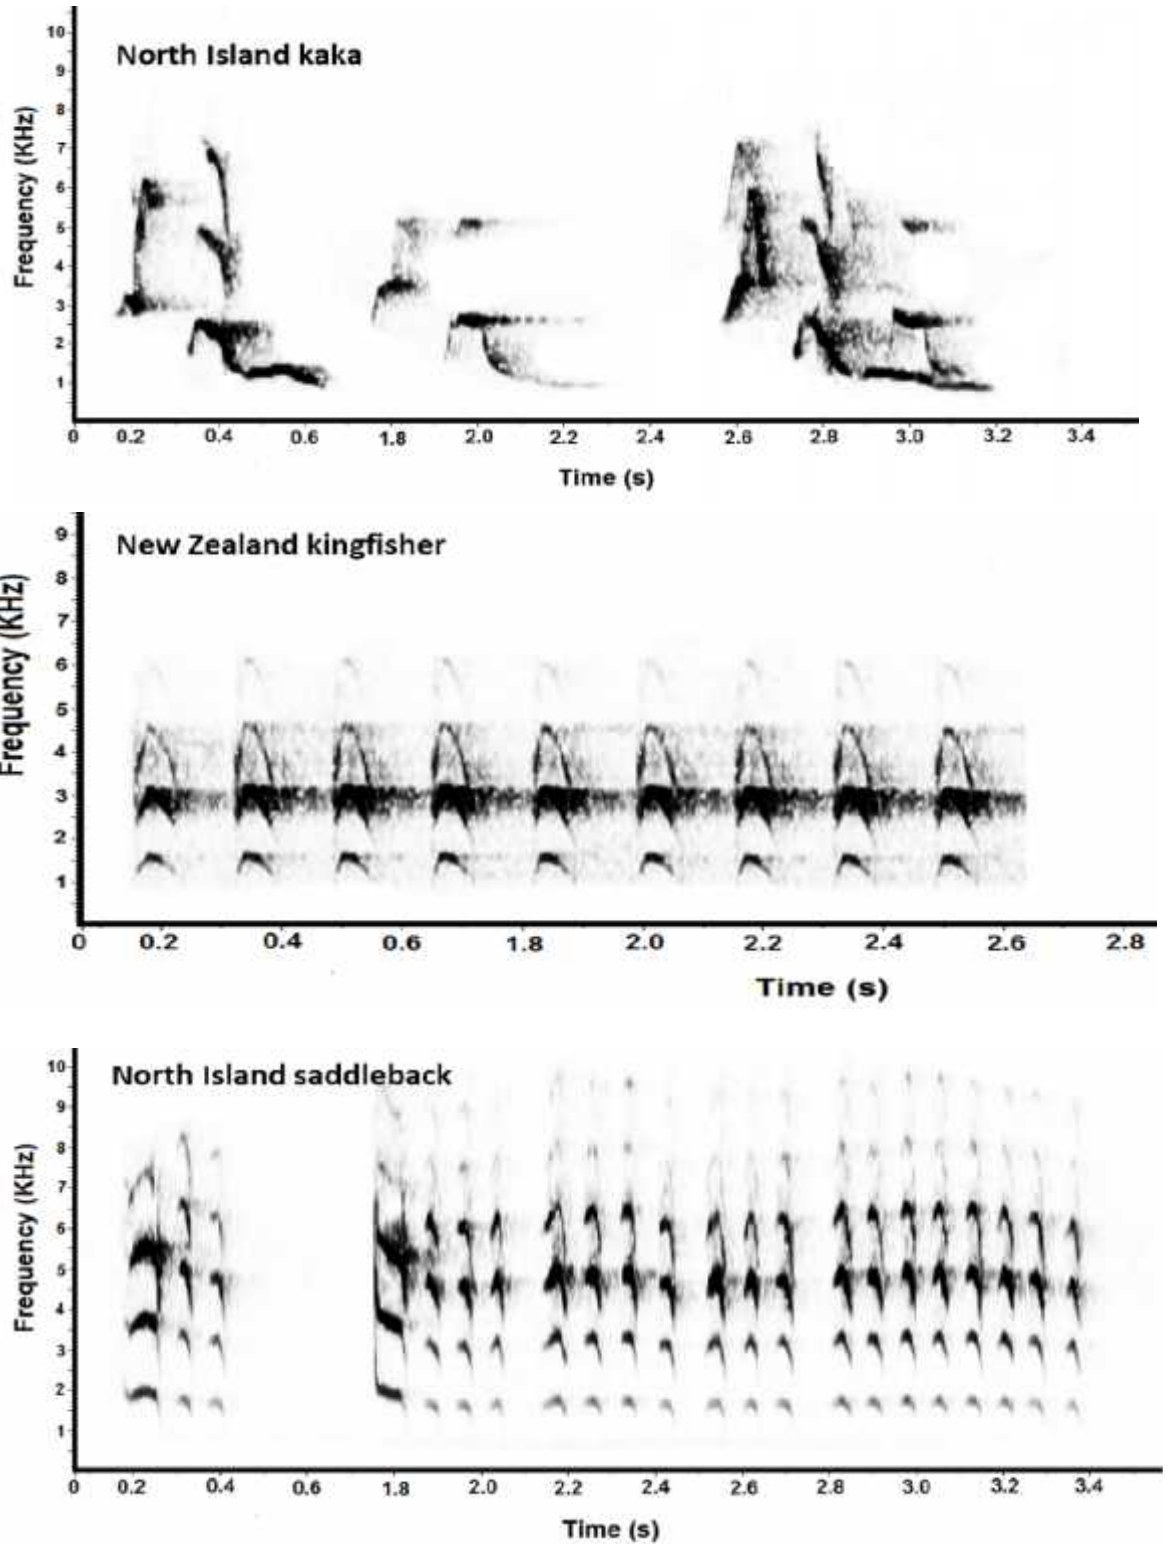 North Island kaka
Frequency (KHz)
10
9
8
7
6
5
4
3
2
1
0 0.2 0.4 0.6 1.8 2.0 2.2 2.4 2.6 2.8 3.0 3.2 3.4
Time (s)
New Zealand kingfisher
Frequency (KHz)
9
8
7
6
5
4
3
2
1
0 0.2 0.4 0.6 1.8 2.0 2.2 2.4 2.6 2.8
Time (s)
North Island saddleback
Frequency (KHz)
10
9
8
7
6
5
4
3
2
1
0 0.2 0.4 1.8 2.0 2.2 2.4 2.6 2.8 3.0 3.2 3.4
Time (s)